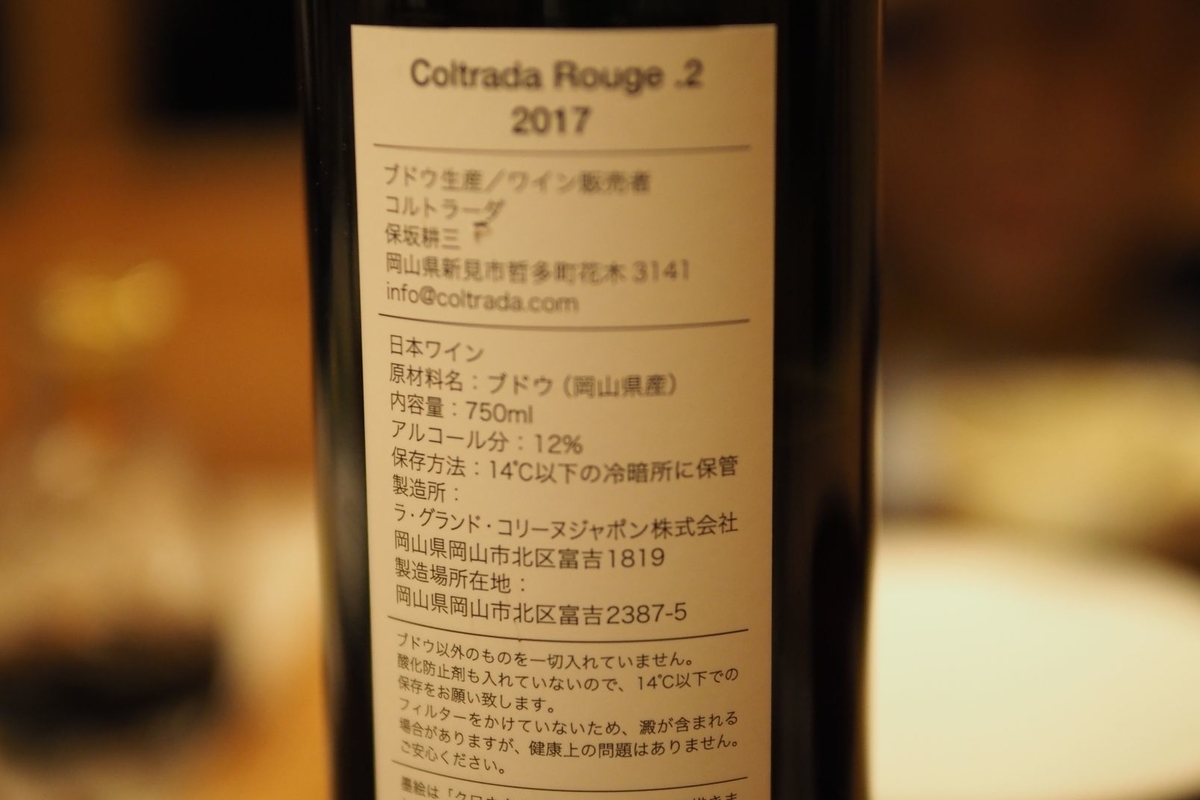 Coltrada Rouge .2
2017
ブドウ生産／ワイン販売者
コルトラーダ
保坂耕三
岡山県新見市哲多町花木 3141
info@coltrada.com
日本ワイン
原材料名：ブドウ（岡山県産）
内容量：750ml
アルコール分：12%
保存方法：14℃以下の冷暗所に保管
製造所：
ラ・グランド・コリーヌジャポン株式会社
岡山県岡山市北区富吉1819
製造場所在地：
岡山県岡山市北区富吉2387-5
ブドウ以外のものを一切入れていません。
酸化防止剤も入れていないので、14℃以下での
保存をお願い致します。
フィルターをかけていないため、澱が含まれる
場合がありますが、健康上の問題はありません。
ご安心ください。
墨絵は「クロ